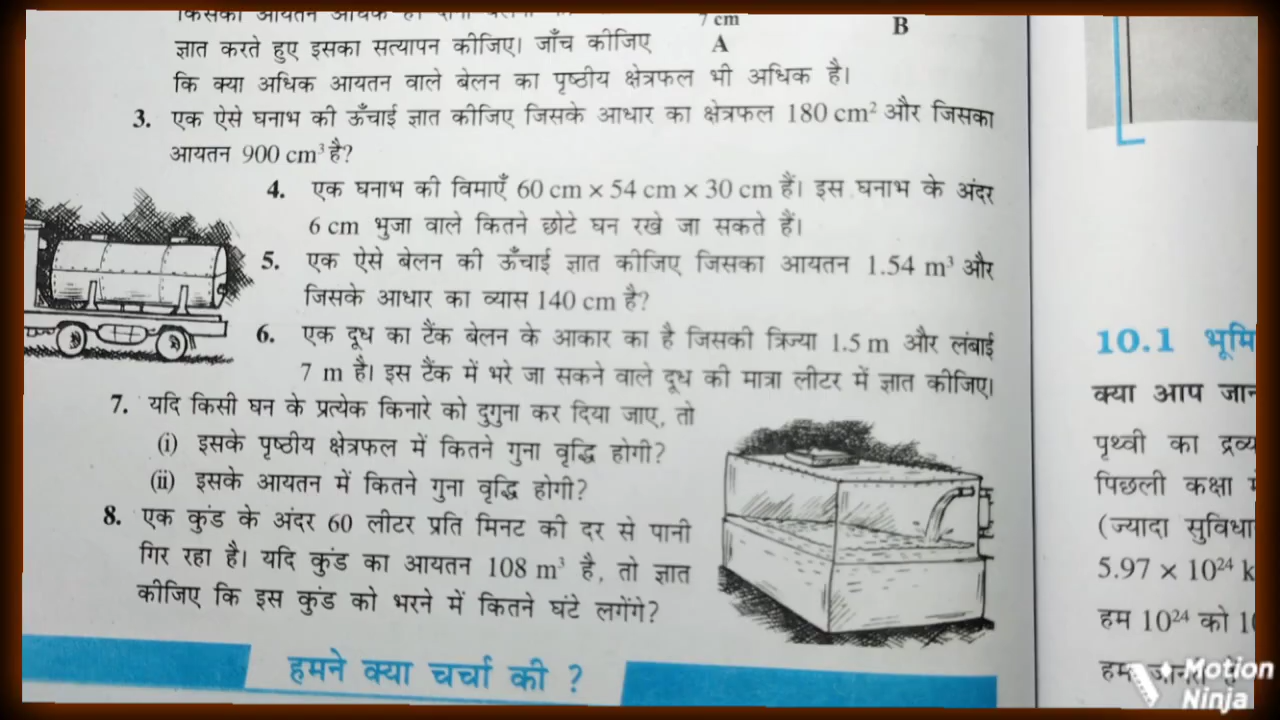 7 cm
B
ज्ञात करते हुए इसका सत्यापन कीजिए। जाँच कीजिए
A
कि क्या अधिक आयतन वाले बेलन का पृष्ठीय क्षेत्रफल भी अधिक है।
3. एक ऐसे घनाभ की ऊँचाई ज्ञात कीजिए जिसके आधार का क्षेत्रफल 180 cm² और जिसका
आयतन 900 cm³ है?
4. एक घनाभ की विमाएँ 60 cm × 54 cm × 30 cm हैं। इस घनाभ के अंदर
6 cm भुजा वाले कितने छोटे घन रखे जा सकते हैं।
5. एक ऐसे बेलन की ऊँचाई ज्ञात कीजिए जिसका आयतन 1.54 m³ और
जिसके आधार का व्यास 140 cm है?
6. एक दूध का टैंक बेलन के आकार का है जिसकी त्रिज्या 1.5 m और लंबाई
7 m है। इस टैंक में भरे जा सकने वाले दूध की मात्रा लीटर में ज्ञात कीजिए।
7. यदि किसी घन के प्रत्येक किनारे को दुगुना कर दिया जाए, तो
(i) इसके पृष्ठीय क्षेत्रफल में कितने गुना वृद्धि होगी?
(ii) इसके आयतन में कितने गुना वृद्धि होगी?
8. एक कुंड के अंदर 60 लीटर प्रति मिनट की दर से पानी
गिर रहा है। यदि कुंड का आयतन 108 m³ है, तो ज्ञात
कीजिए कि इस कुंड को भरने में कितने घंटे लगेंगे?
हमने क्या चर्चा की ?
10.1 भूमि
क्या आप जान
पृथ्वी का द्रव्य
पिछली कक्षा में
(ज्यादा सुविधा
5.97 × 10²⁴ k
हम 10²⁴ को 10
हम
Motion
Ninja